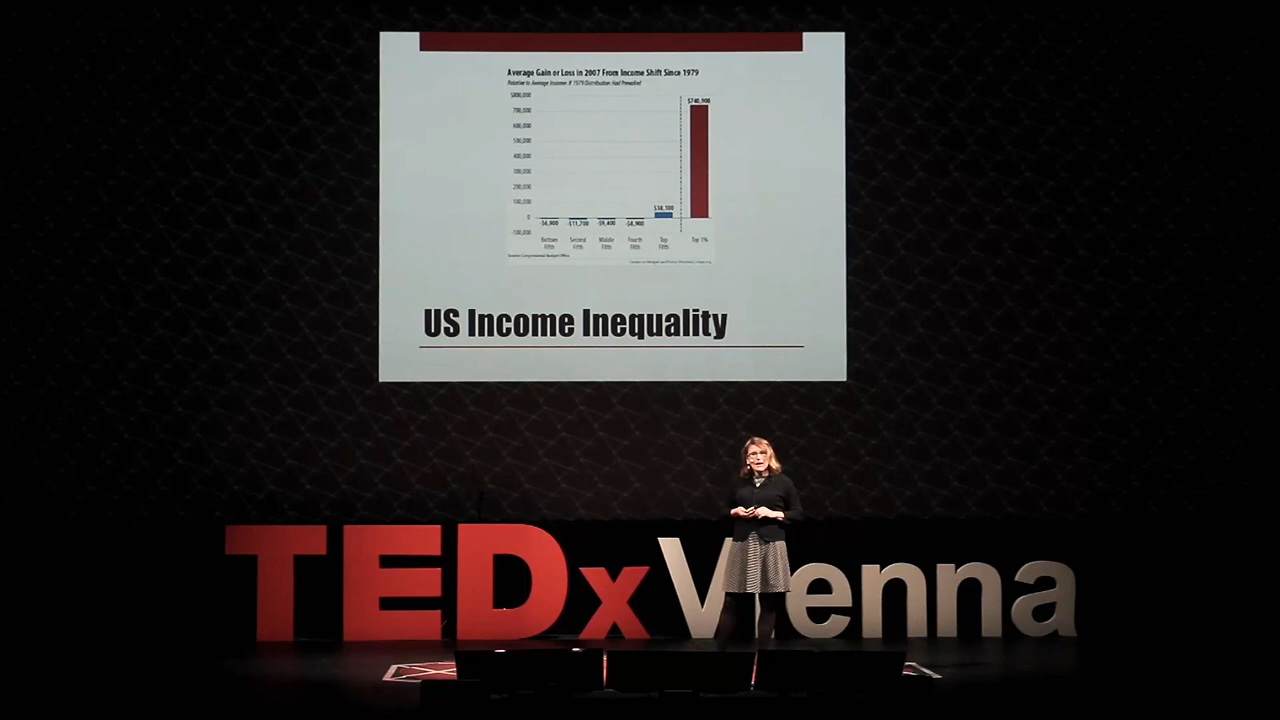 Average Gain or Loss in 2007 From Income Shift Since 1979
Relative to Average Income If 1979 Distribution Had Prevailed
$800,000
700,000
600,000
500,000
400,000
300,000
200,000
100,000
0
-100,000
$740,900
$38,100
-$6,900
-$11,700
-$9,400
-$8,900
Bottom Fifth
Second Fifth
Middle Fifth
Fourth Fifth
Top Fifth
Top 1%
Source: Congressional Budget Office
US Income Inequality
TEDxVienna